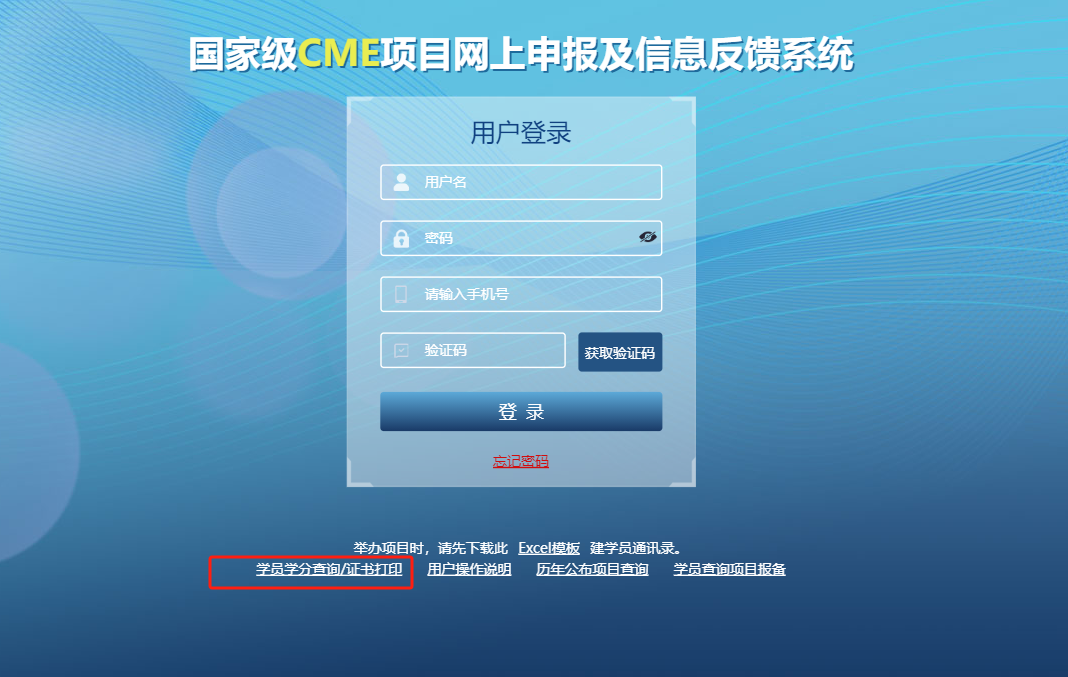 国家级CME项目网上申报及信息反馈系统
用户登录
用户名
密码
请输入手机号
验证码 获取验证码
登 录
忘记密码
举办项目时，请先下载此 Excel模板 建学员通讯录。
学员学分查询/证书打印 用户操作说明 历年公布项目查询 学员查询项目报备